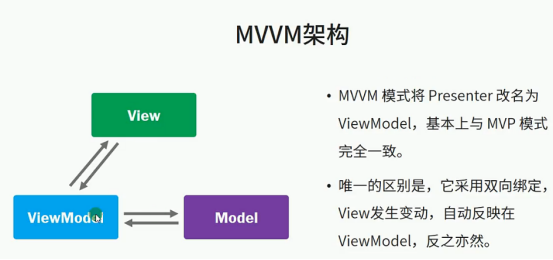 MVVM架构
View
ViewModel
Model
• MVVM 模式将 Presenter 改名为
ViewModel，基本上与 MVP 模式
完全一致。
• 唯一的区别是，它采用双向绑定，
View发生变动，自动反映在
ViewModel，反之亦然。